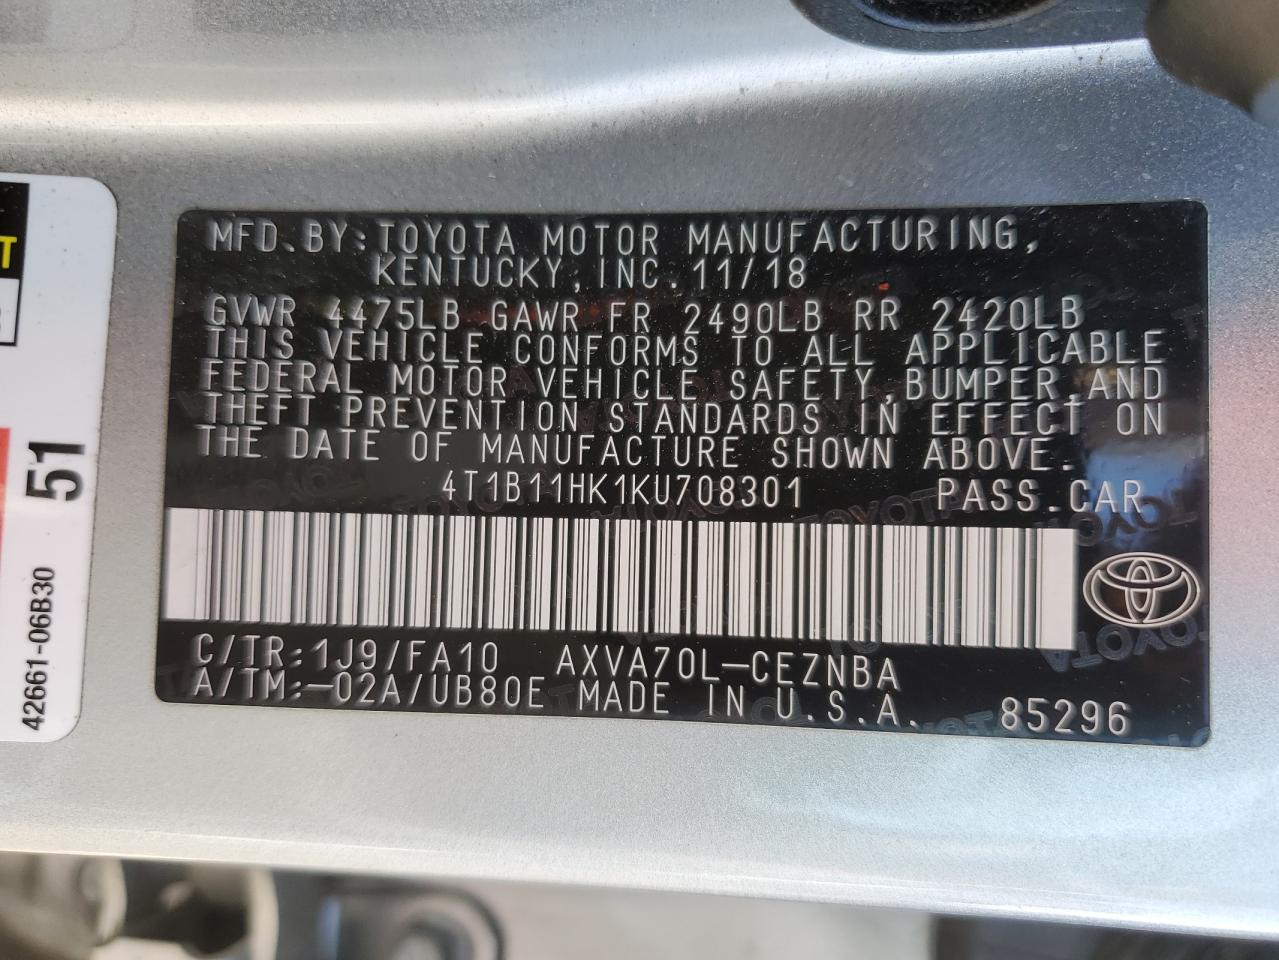 MFD. BY: TOYOTA MOTOR MANUFACTURING,
KENTUCKY, INC. 11/18
GVWR 4475LB GAWR FR 2490LB RR 2420LB
THIS VEHICLE CONFORMS TO ALL APPLICABLE
FEDERAL MOTOR VEHICLE SAFETY, BUMPER, AND
THEFT PREVENTION STANDARDS IN EFFECT ON
THE DATE OF MANUFACTURE SHOWN ABOVE.
4T1B11HK1KU708301 PASS. CAR
C/TR: 1J9/FA10 AXVA70L-CEZNBA
A/TM:-02A/UB80E MADE IN U.S.A. 85296
51
42661-06B30